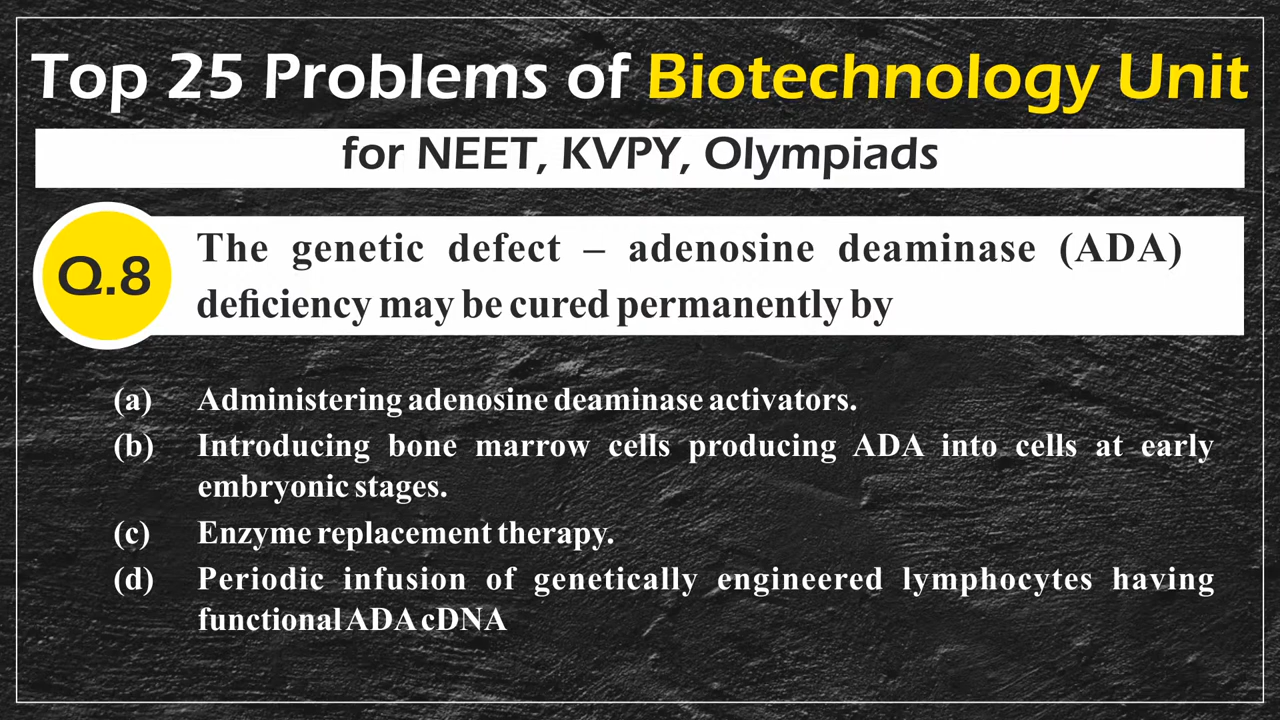 Top 25 Problems of Biotechnology Unit
for NEET, KVPY, Olympiads
Q.8
The genetic defect – adenosine deaminase (ADA)
deficiency may be cured permanently by
(a) Administering adenosine deaminase activators.
(b) Introducing bone marrow cells producing ADA into cells at early
embryonic stages.
(c) Enzyme replacement therapy.
(d) Periodic infusion of genetically engineered lymphocytes having
functional ADA cDNA